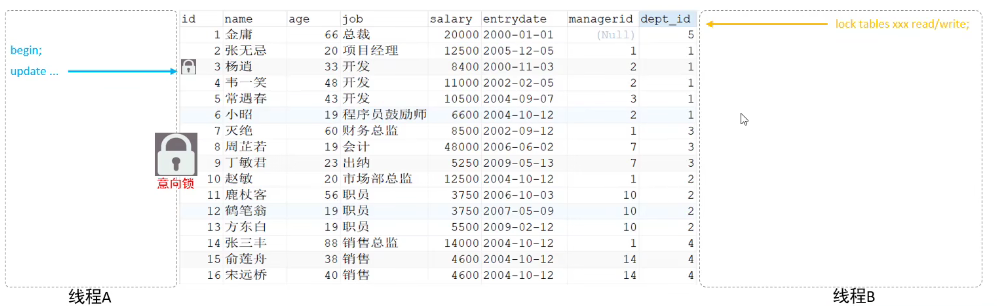 id name age job salary entrydate managerid dept_id
lock tables xxx read/write;
1 金庸 66 总裁 20000 2000-01-01 (Null) 5
begin;
2 张无忌 20 项目经理 12500 2005-12-05 1 1
update ...
3 杨逍 33 开发 8400 2000-11-03 2 1
4 韦一笑 48 开发 11000 2002-02-05 2 1
5 常遇春 43 开发 10500 2004-09-07 3 1
6 小昭 19 程序员鼓励师 6600 2004-10-12 2 1
7 灭绝 60 财务总监 8500 2002-09-12 1 3
8 周芷若 19 会计 48000 2006-06-02 7 3
9 丁敏君 23 出纳 5250 2009-05-13 7 3
意向锁
10 赵敏 20 市场部总监 12500 2004-10-12 1 2
11 鹿杖客 56 职员 3750 2006-10-03 10 2
12 鹤笔翁 19 职员 3750 2007-05-09 10 2
13 方东白 19 职员 5500 2009-02-12 10 2
14 张三丰 88 销售总监 14000 2004-10-12 1 4
15 俞莲舟 38 销售 4600 2004-10-12 14 4
16 宋远桥 40 销售 4600 2004-10-12 14 4
线程A
线程B